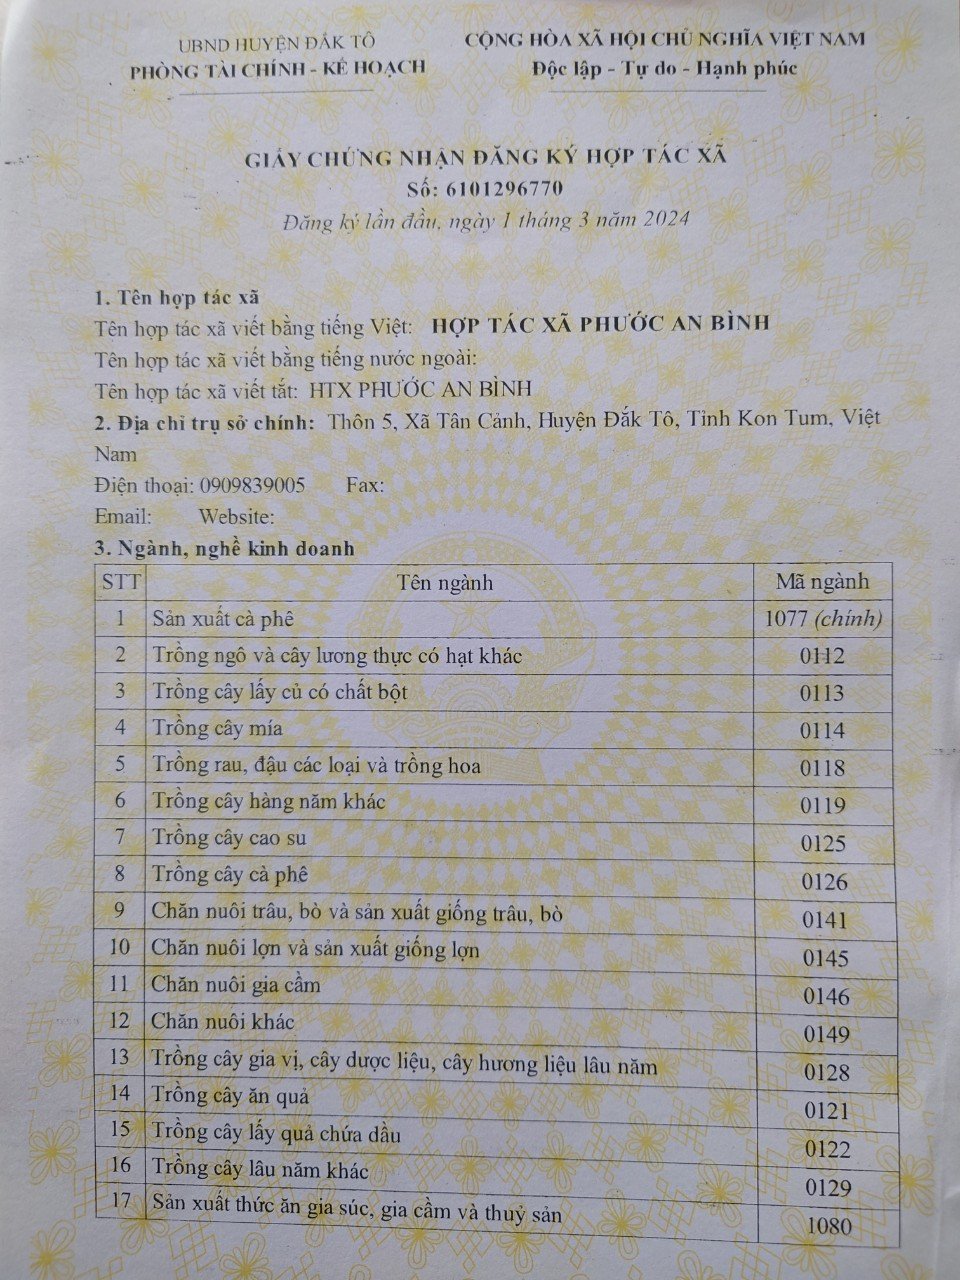 UBND HUYỆN ĐẮK TÔ
PHÒNG TÀI CHÍNH - KẾ HOẠCH
CỘNG HÒA XÃ HỘI CHỦ NGHĨA VIỆT NAM
Độc lập - Tự do - Hạnh phúc
GIẤY CHỨNG NHẬN ĐĂNG KÝ HỢP TÁC XÃ
Số: 6101296770
Đăng ký lần đầu, ngày 1 tháng 3 năm 2024
1. Tên hợp tác xã
Tên hợp tác xã viết bằng tiếng Việt: HỢP TÁC XÃ PHƯỚC AN BÌNH
Tên hợp tác xã viết bằng tiếng nước ngoài:
Tên hợp tác xã viết tắt: HTX PHƯỚC AN BÌNH
2. Địa chỉ trụ sở chính: Thôn 5, Xã Tân Cảnh, Huyện Đắk Tô, Tỉnh Kon Tum, Việt
Nam
Điện thoại: 0909839005 Fax:
Email: Website:
3. Ngành, nghề kinh doanh
STT Tên ngành Mã ngành
1 Sản xuất cà phê 1077 (chính)
2 Trồng ngô và cây lương thực có hạt khác 0112
3 Trồng cây lấy củ có chất bột 0113
4 Trồng cây mía 0114
5 Trồng rau, đậu các loại và trồng hoa 0118
6 Trồng cây hàng năm khác 0119
7 Trồng cây cao su 0125
8 Trồng cây cà phê 0126
9 Chăn nuôi trâu, bò và sản xuất giống trâu, bò 0141
10 Chăn nuôi lợn và sản xuất giống lợn 0145
11 Chăn nuôi gia cầm 0146
12 Chăn nuôi khác 0149
13 Trồng cây gia vị, cây dược liệu, cây hương liệu lâu năm 0128
14 Trồng cây ăn quả 0121
15 Trồng cây lấy quả chứa dầu 0122
16 Trồng cây lâu năm khác 0129
17 Sản xuất thức ăn gia súc, gia cầm và thuỷ sản 1080